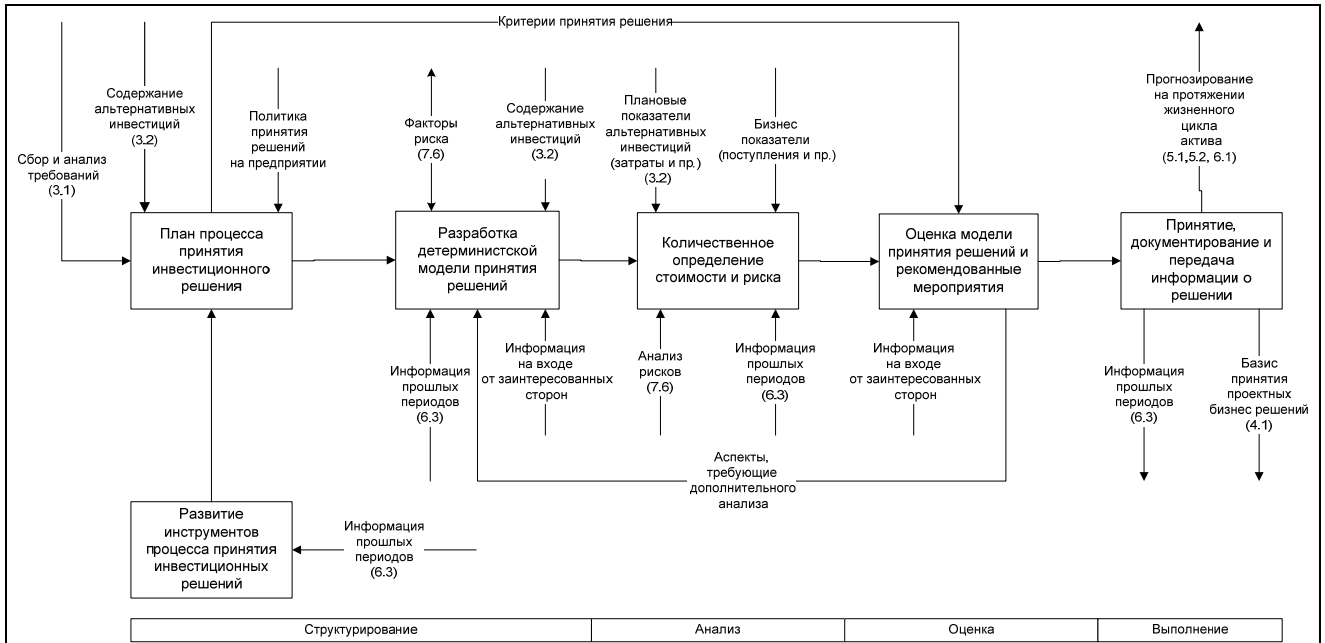 Критерии принятия решения
Содержание
альтернативных
инвестиций
(3.2)
Сбор и анализ
требований
(3.1)
Политика
принятия
решений
на предприятии
Факторы
риска
(7.6)
Содержание
альтернативных
инвестиций
(3.2)
Плановые
показатели
альтернативных
инвестиций
(затраты и пр.)
(3.2)
Бизнес
показатели
(поступления и пр.)
Прогнозирование
на протяжении
жизненного
цикла
актива
(5.1,5.2, 6.1)
План процесса
принятия
инвестиционного
решения
Разработка
детерминистской
модели принятия
решений
Количественное
определение
стоимости и риска
Оценка модели
принятия решений и
рекомендованные
мероприятия
Принятие,
документирование и
передача
информации о
решении
Информация
прошлых
периодов
(6.3)
Информация
на входе
от заинтересованных
сторон
Анализ
рисков
(7.6)
Информация
прошлых
периодов
(6.3)
Информация
на входе
от заинтересованных
сторон
Информация
прошлых
периодов
(6.3)
Базис
принятия
проектных
бизнес решений
(4.1)
Аспекты,
требующие
дополнительного
анализа
Развитие
инструментов
процесса принятия
инвестиционных
решений
Информация
прошлых
периодов
(6.3)
Структурирование
Анализ
Оценка
Выполнение